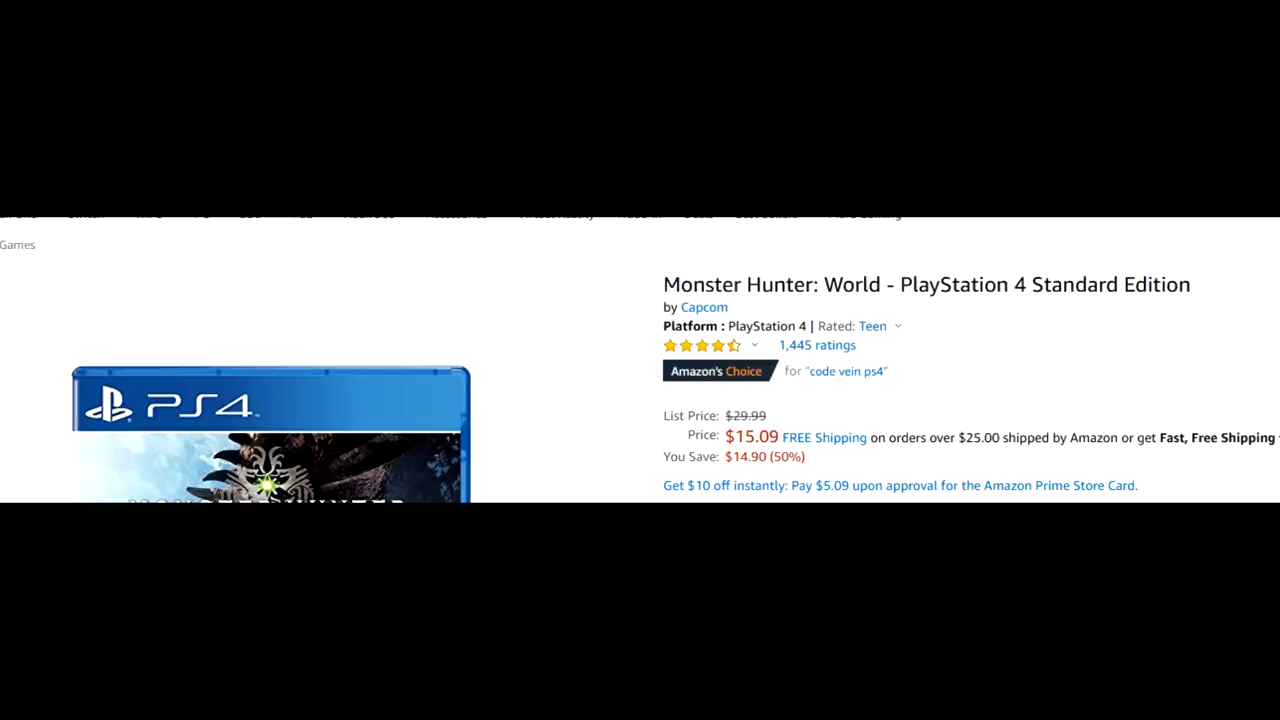 Games
Monster Hunter: World - PlayStation 4 Standard Edition
by Capcom
Platform : PlayStation 4 | Rated: Teen
1,445 ratings
Amazon's Choice for "code vein ps4"
List Price: $29.99
Price: $15.09 FREE Shipping on orders over $25.00 shipped by Amazon or get Fast, Free Shipping
You Save: $14.90 (50%)
Get $10 off instantly: Pay $5.09 upon approval for the Amazon Prime Store Card.
PS4